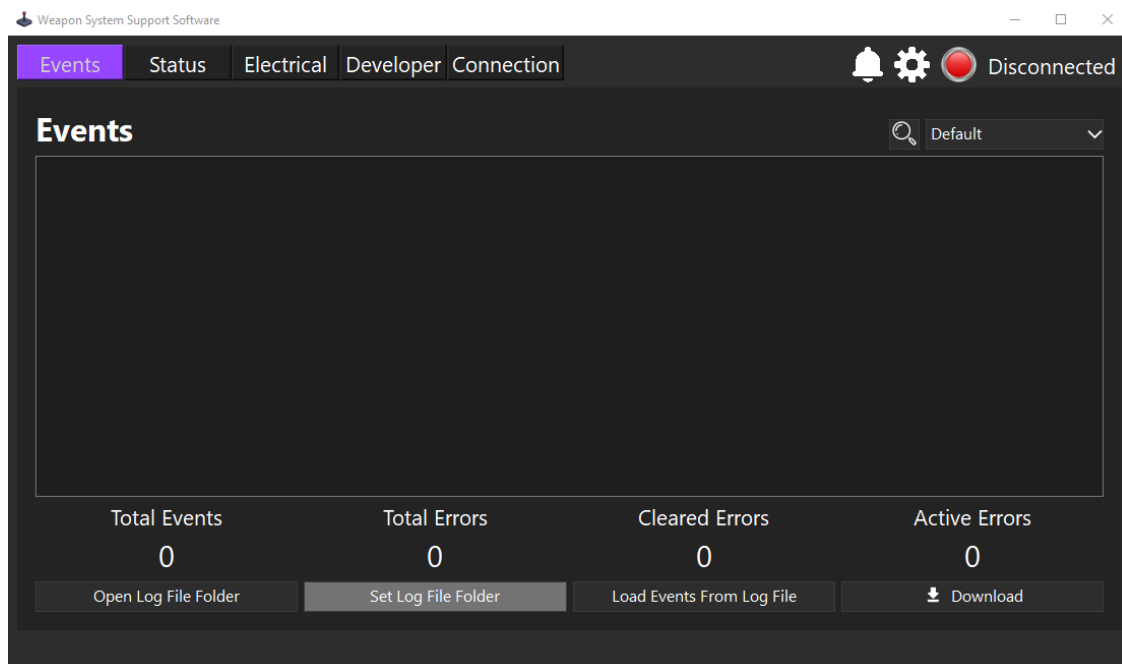 Weapon System Support Software
Events Status Electrical Developer Connection Disconnected
Events Default
Total Events Total Errors Cleared Errors Active Errors
0 0 0 0
Open Log File Folder Set Log File Folder Load Events From Log File Download